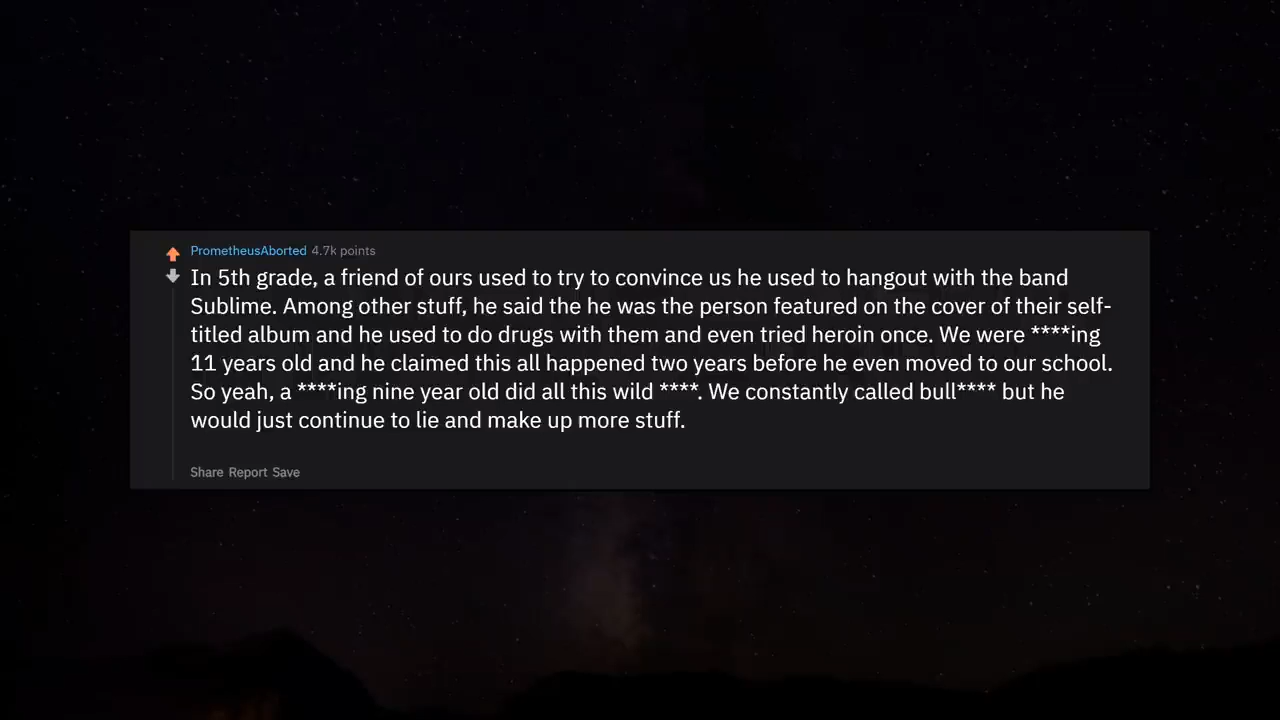 PrometheusAborted 4.7k points
In 5th grade, a friend of ours used to try to convince us he used to hangout with the band
Sublime. Among other stuff, he said the he was the person featured on the cover of their self-
titled album and he used to do drugs with them and even tried heroin once. We were ****ing
11 years old and he claimed this all happened two years before he even moved to our school.
So yeah, a ****ing nine year old did all this wild ****. We constantly called bull**** but he
would just continue to lie and make up more stuff.
Share Report Save